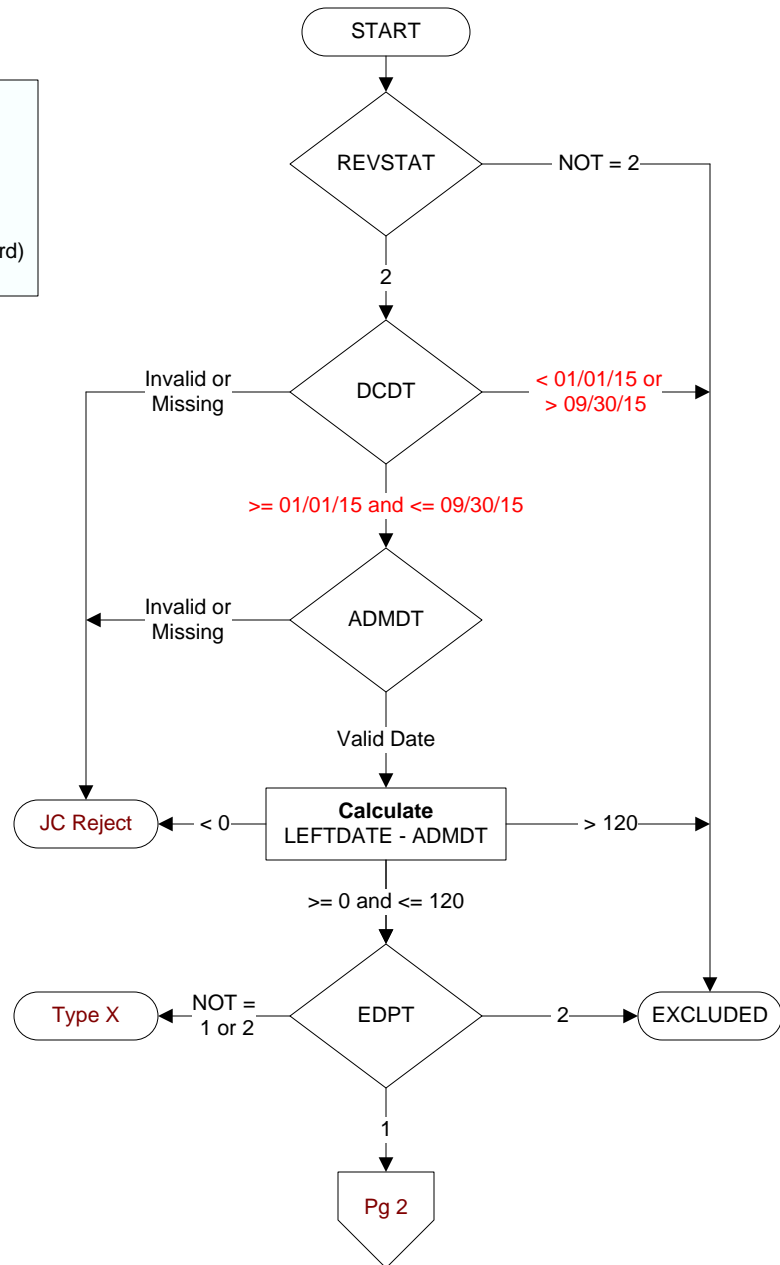 START
REVSTAT
NOT = 2
rd)
2
Invalid or
Missing
DCDT
< 01/01/15 or
> 09/30/15
>= 01/01/15 and <= 09/30/15
Invalid or
Missing
ADMDT
Valid Date
JC Reject
< 0
Calculate
LEFTDATE - ADMDT
> 120
>= 0 and <= 120
Type X
NOT =
1 or 2
EDPT
2
EXCLUDED
1
Pg 2